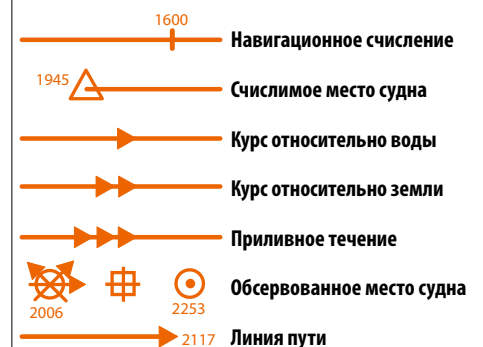 1600
Навигационное счисление
1945
Счислимое место судна
Курс относительно воды
Курс относительно земли
Приливное течение
Обсервованное место судна
2006
2253
2117 Линия пути